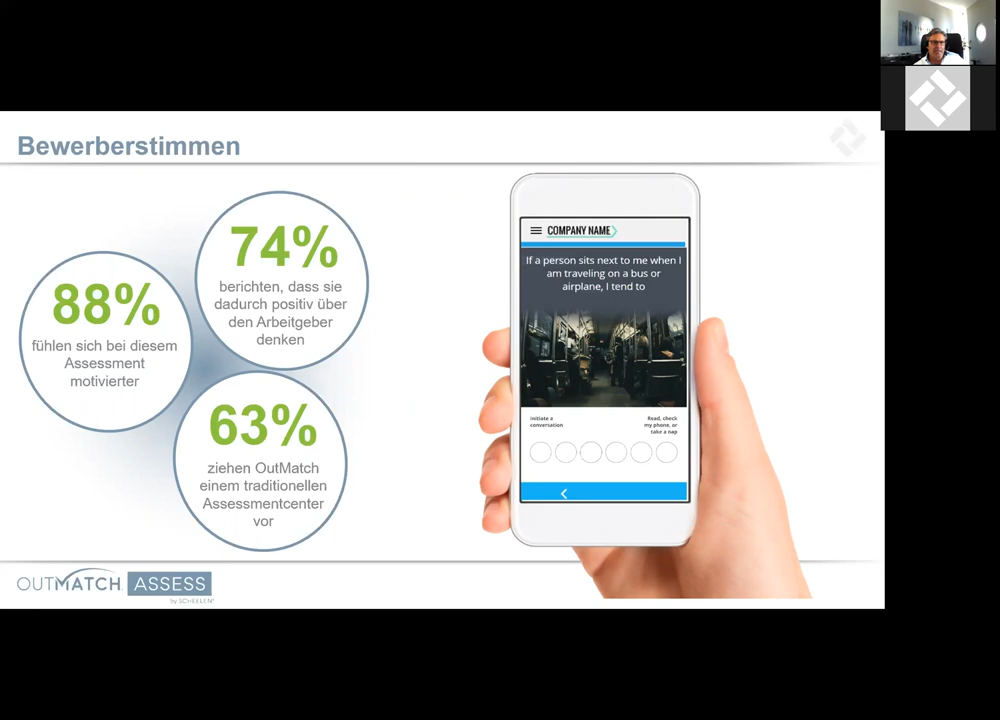 Bewerberstimmen
74%
berichten, dass sie
dadurch positiv über
den Arbeitgeber
denken
88%
fühlen sich bei diesem
Assessment
motivierter
63%
ziehen OutMatch
einem traditionellen
Assessmentcenter
vor
COMPANY NAME
If a person sits next to me when I
am traveling on a bus or
airplane, I tend to
Initiate a
conversation
Read, check
my phone, or
take a nap
OUTMATCH ASSESS
by SCHEELEN®